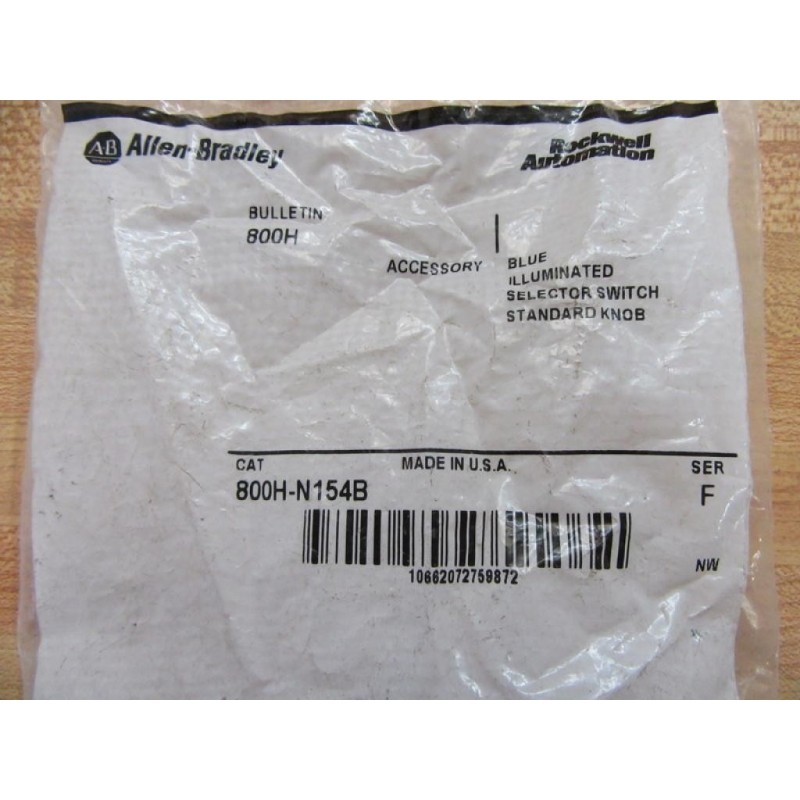 AB Allen-Bradley
Rockwell
Automation
BULLETIN
800H
ACCESSORY
BLUE
ILLUMINATED
SELECTOR SWITCH
STANDARD KNOB
CAT
MADE IN U.S.A.
SER
800H-N154B
F
10662072759872
NW